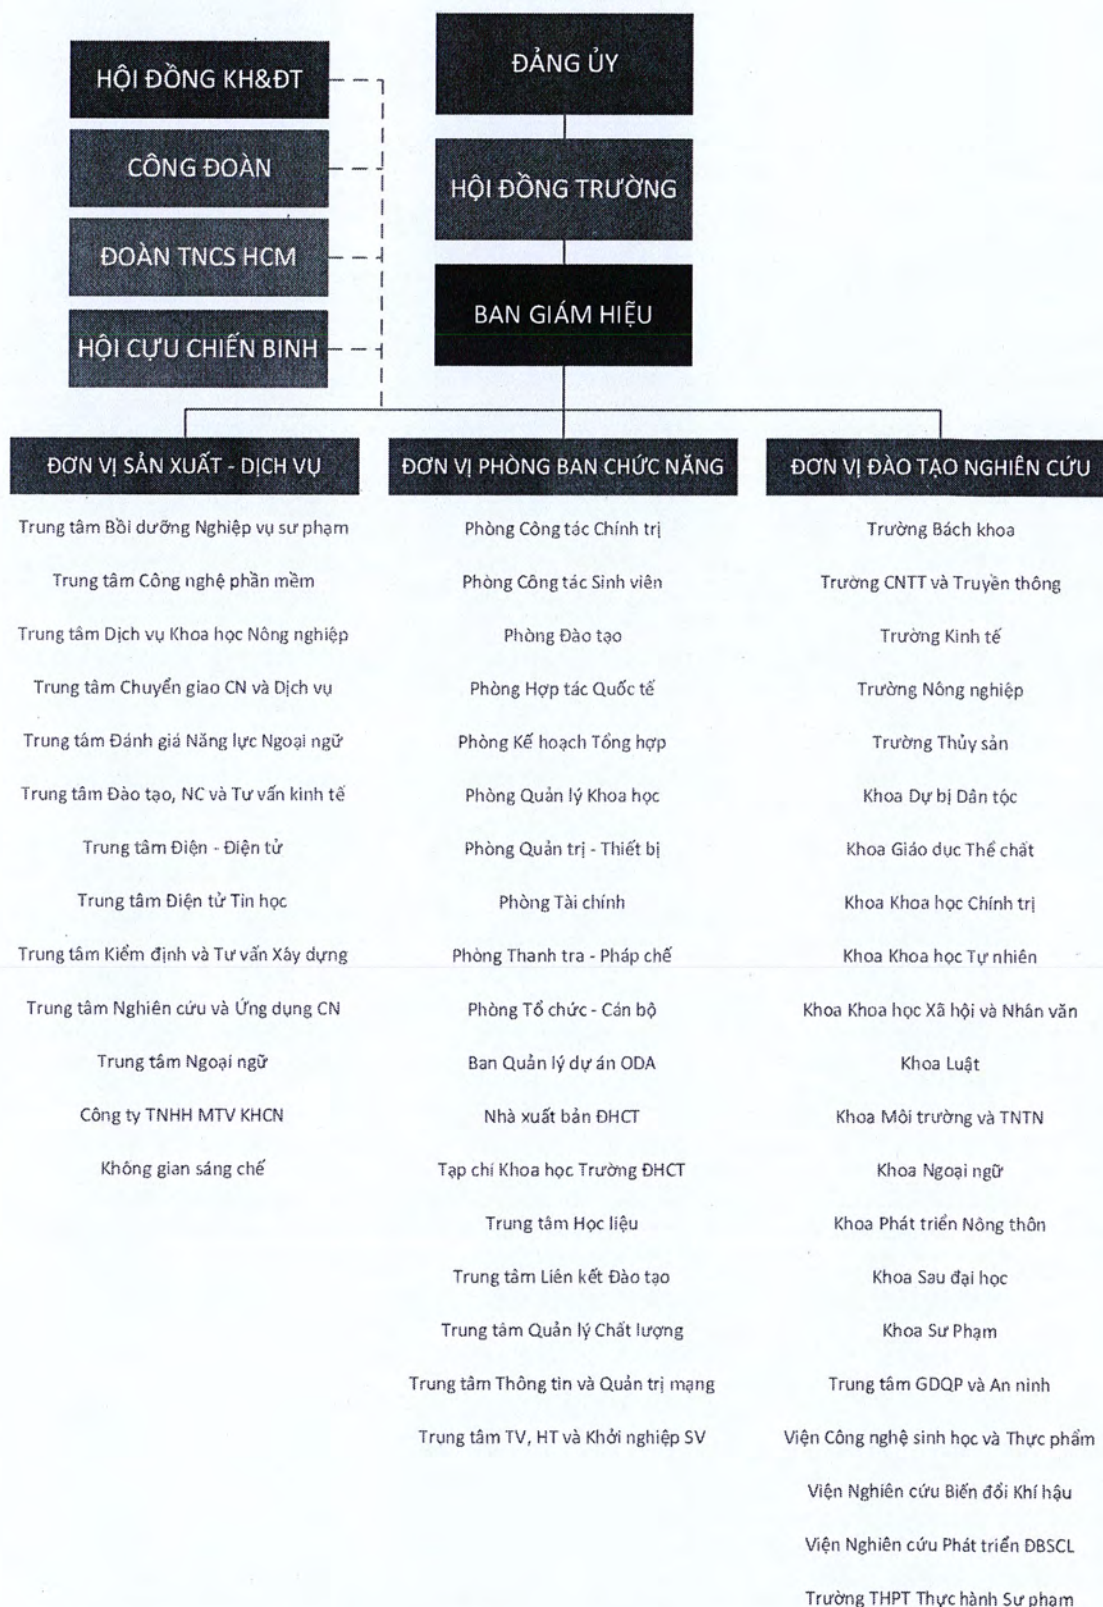 HỘI ĐỒNG KH&ĐT
CÔNG ĐOÀN
ĐOÀN TNCS HCM
HỘI CỰU CHIẾN BINH
ĐẢNG ỦY
HỘI ĐỒNG TRƯỜNG
BAN GIÁM HIỆU
ĐƠN VỊ SẢN XUẤT - DỊCH VỤ
Trung tâm Bồi dưỡng Nghiệp vụ sư phạm
Trung tâm Công nghệ phần mềm
Trung tâm Dịch vụ Khoa học Nông nghiệp
Trung tâm Chuyển giao CN và Dịch vụ
Trung tâm Đánh giá Năng lực Ngoại ngữ
Trung tâm Đào tạo, NC và Tư vấn kinh tế
Trung tâm Điện - Điện tử
Trung tâm Điện tử Tin học
Trung tâm Kiểm định và Tư vấn Xây dựng
Trung tâm Nghiên cứu và Ứng dụng CN
Trung tâm Ngoại ngữ
Công ty TNHH MTV KHCN
Không gian sáng chế
ĐƠN VỊ PHÒNG BAN CHỨC NĂNG
Phòng Công tác Chính trị
Phòng Công tác Sinh viên
Phòng Đào tạo
Phòng Hợp tác Quốc tế
Phòng Kế hoạch Tổng hợp
Phòng Quản lý Khoa học
Phòng Quản trị - Thiết bị
Phòng Tài chính
Phòng Thanh tra - Pháp chế
Phòng Tổ chức - Cán bộ
Ban Quản lý dự án ODA
Nhà xuất bản ĐHCT
Tạp chí Khoa học Trường ĐHCT
Trung tâm Học liệu
Trung tâm Liên kết Đào tạo
Trung tâm Quản lý Chất lượng
Trung tâm Thông tin và Quản trị mạng
Trung tâm TV, HT và Khởi nghiệp SV
ĐƠN VỊ ĐÀO TẠO NGHIÊN CỨU
Trường Bách khoa
Trường CNTT và Truyền thông
Trường Kinh tế
Trường Nông nghiệp
Trường Thủy sản
Khoa Dự bị Dân tộc
Khoa Giáo dục Thể chất
Khoa Khoa học Chính trị
Khoa Khoa học Tự nhiên
Khoa Khoa học Xã hội và Nhân văn
Khoa Luật
Khoa Môi trường và TNTN
Khoa Ngoại ngữ
Khoa Phát triển Nông thôn
Khoa Sau đại học
Khoa Sư Phạm
Trung tâm GDQP và An ninh
Viện Công nghệ sinh học và Thực phẩm
Viện Nghiên cứu Biến đổi Khí hậu
Viện Nghiên cứu Phát triển ĐBSCL
Trường THPT Thực hành Sư phạm